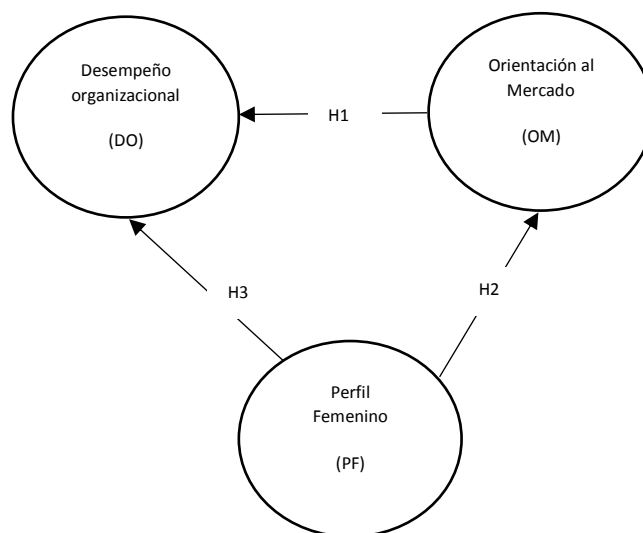 Desempeño
organizacional
(DO)
Orientación al
Mercado
(OM)
H1
H3
H2
Perfil
Femenino
(PF)